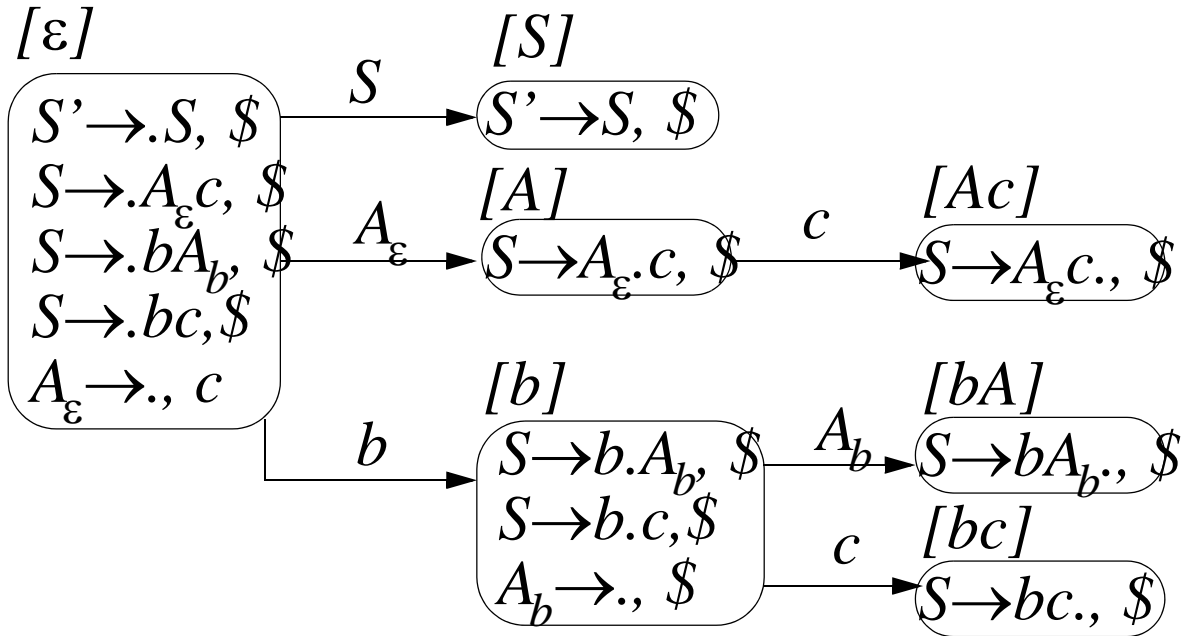 [ε]
S'→.S, $
S→.A_εc, $
S→.bA_b, $
S→.bc,$
A_ε→., c
S
[S]
S'→S, $
A_ε
[A]
S→A_ε.c, $
c
[Ac]
S→A_εc., $
b
[b]
S→b.A_b, $
S→b.c,$
A_b→., $
A_b
[bA]
S→bA_b., $
c
[bc]
S→bc., $